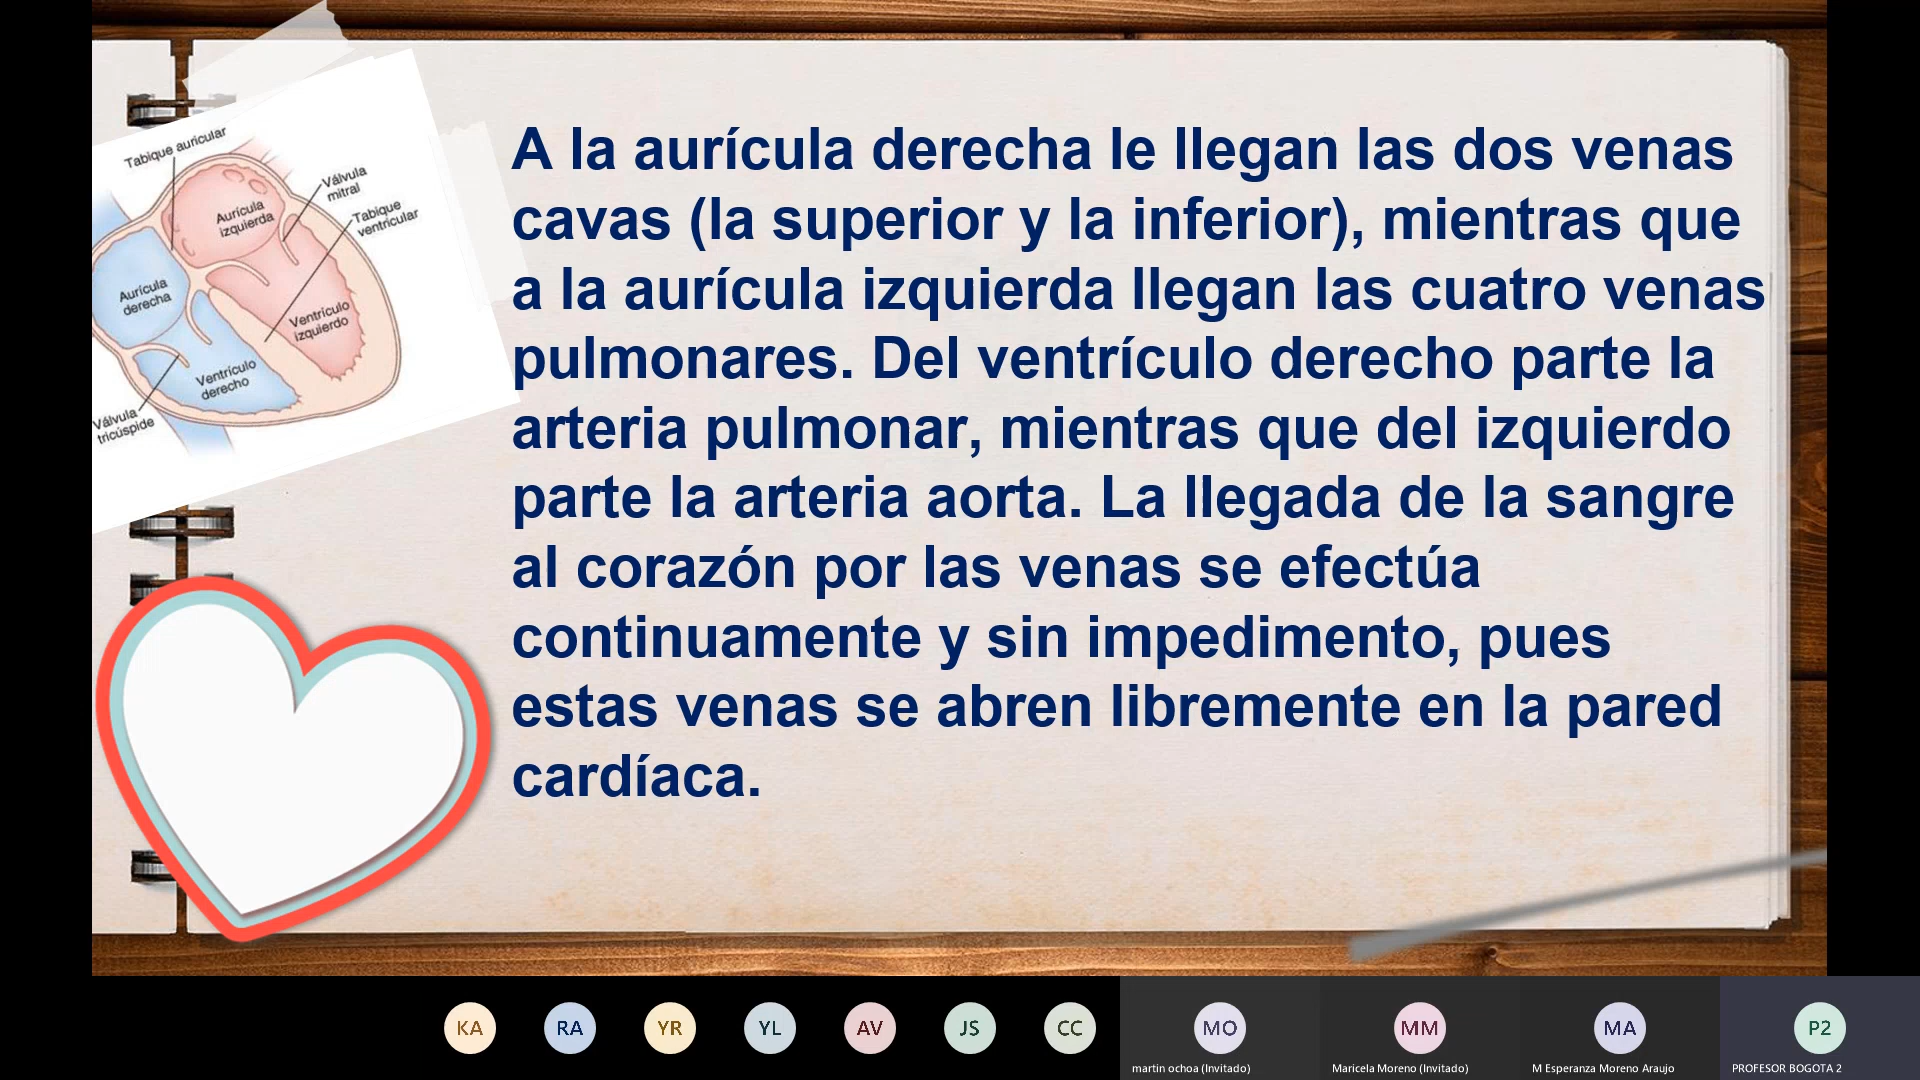 Tabique auricular
Válvula
mitral
Aurícula
izquierda
Tabique
ventricular
Aurícula
derecha
Ventrículo
izquierdo
Ventrículo
derecho
Válvula
tricúspide
A la aurícula derecha le llegan las dos venas
cavas (la superior y la inferior), mientras que
a la aurícula izquierda llegan las cuatro venas
pulmonares. Del ventrículo derecho parte la
arteria pulmonar, mientras que del izquierdo
parte la arteria aorta. La llegada de la sangre
al corazón por las venas se efectúa
continuamente y sin impedimento, pues
estas venas se abren libremente en la pared
cardíaca.
KA RA YR YL AV JS CC MO MM MA P2
martin ochoa (Invitado) Maricela Moreno (Invitado) M Esperanza Moreno Araujo PROFESOR BOGOTA 2